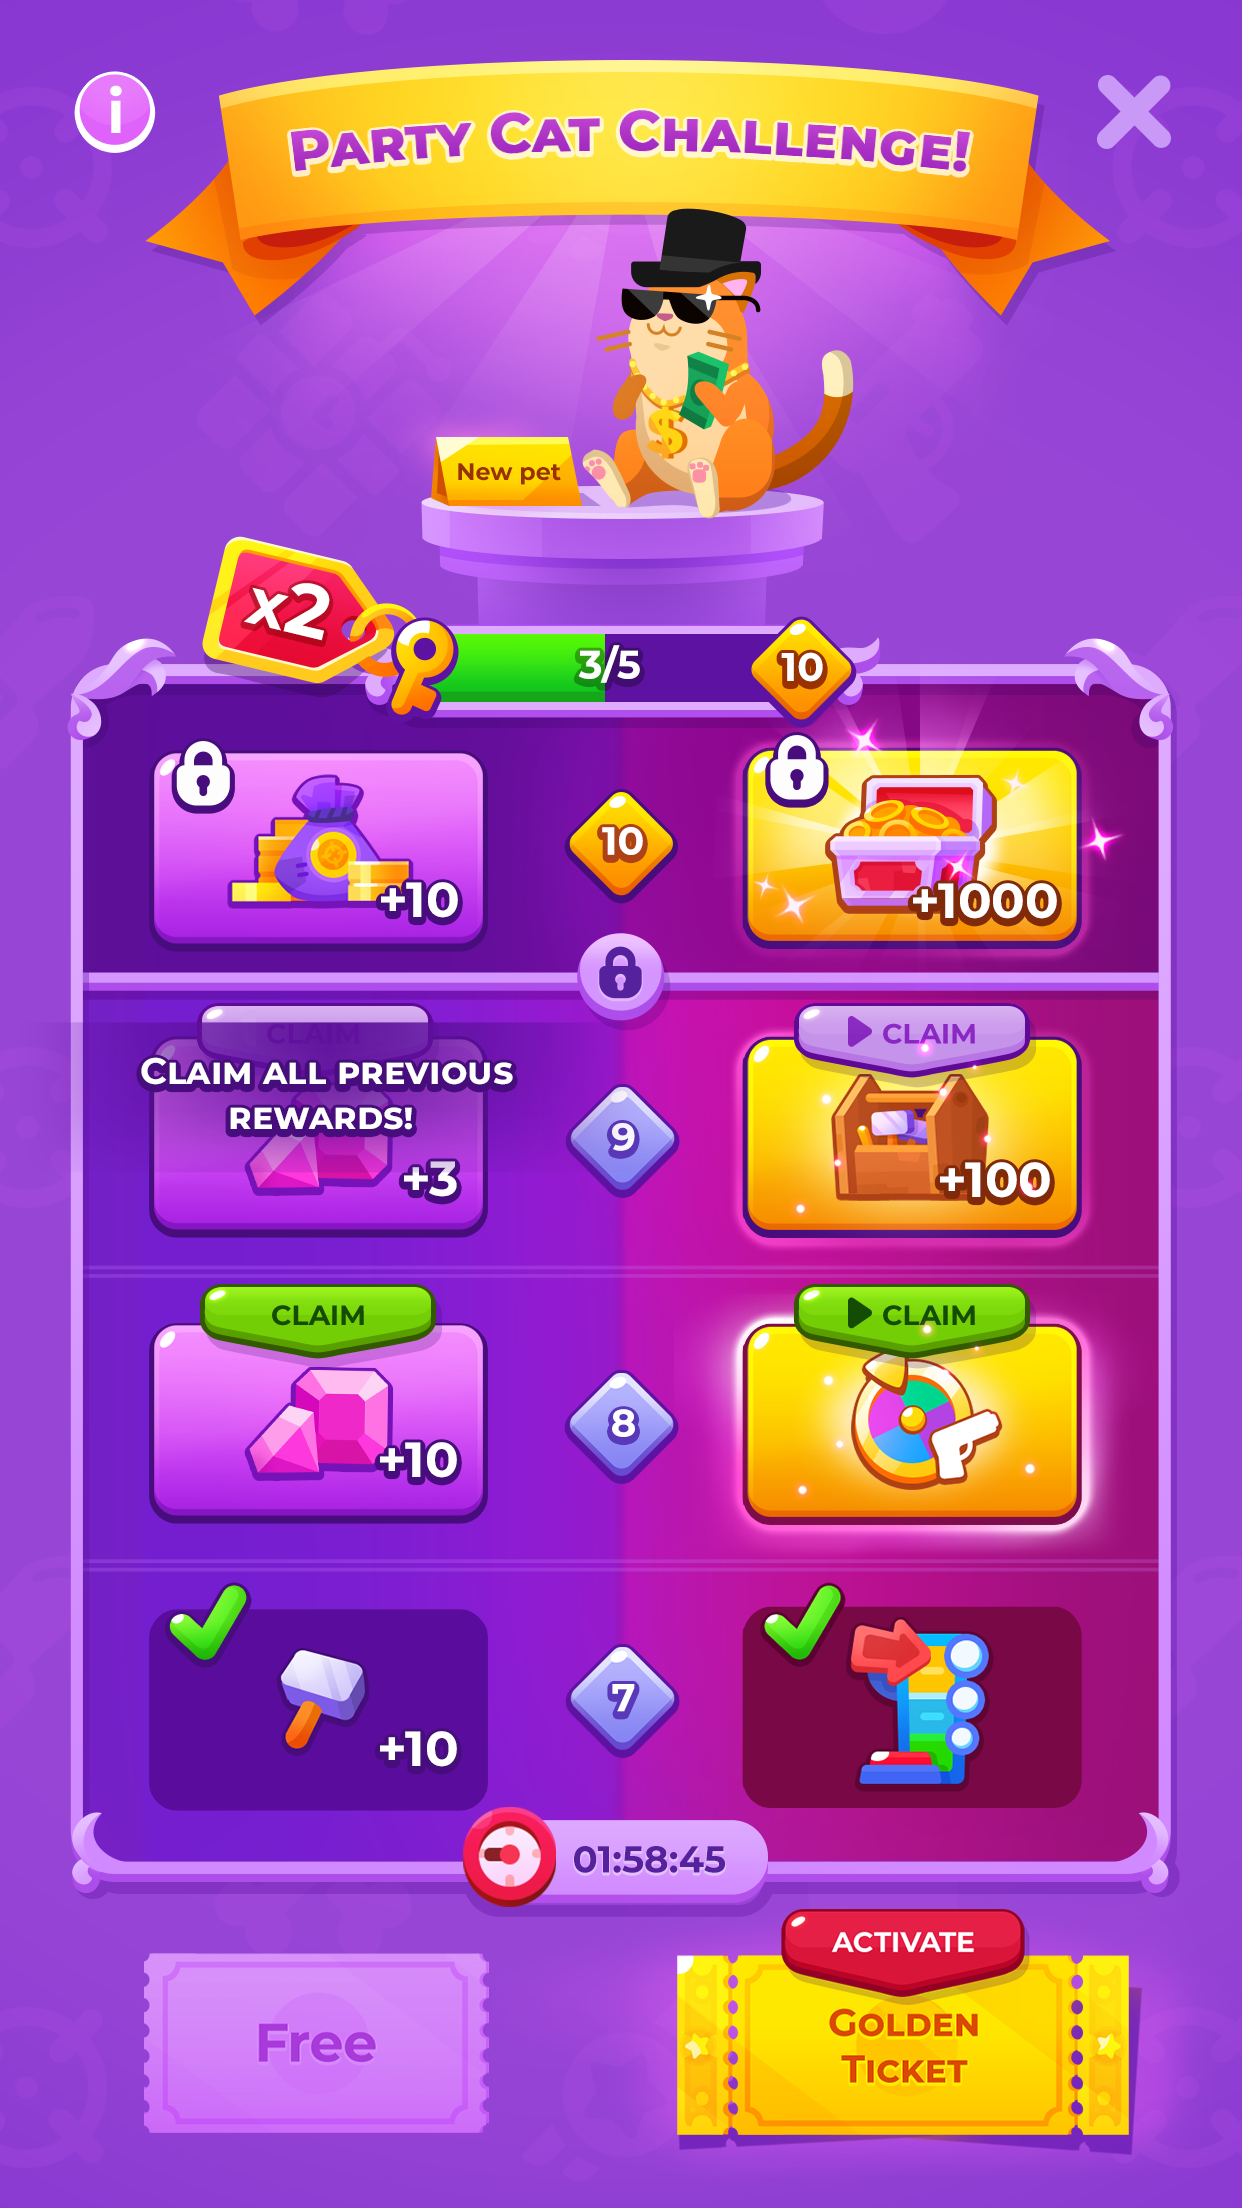 i
PARTY CAT CHALLENGE!
New pet
$
x2
3/5
10
+10
10
+1000
CLAIM
CLAIM
CLAIM ALL PREVIOUS
REWARDS!
+3
9
+100
CLAIM
CLAIM
+10
8
+10
7
01:58:45
Free
ACTIVATE
GOLDEN
TICKET